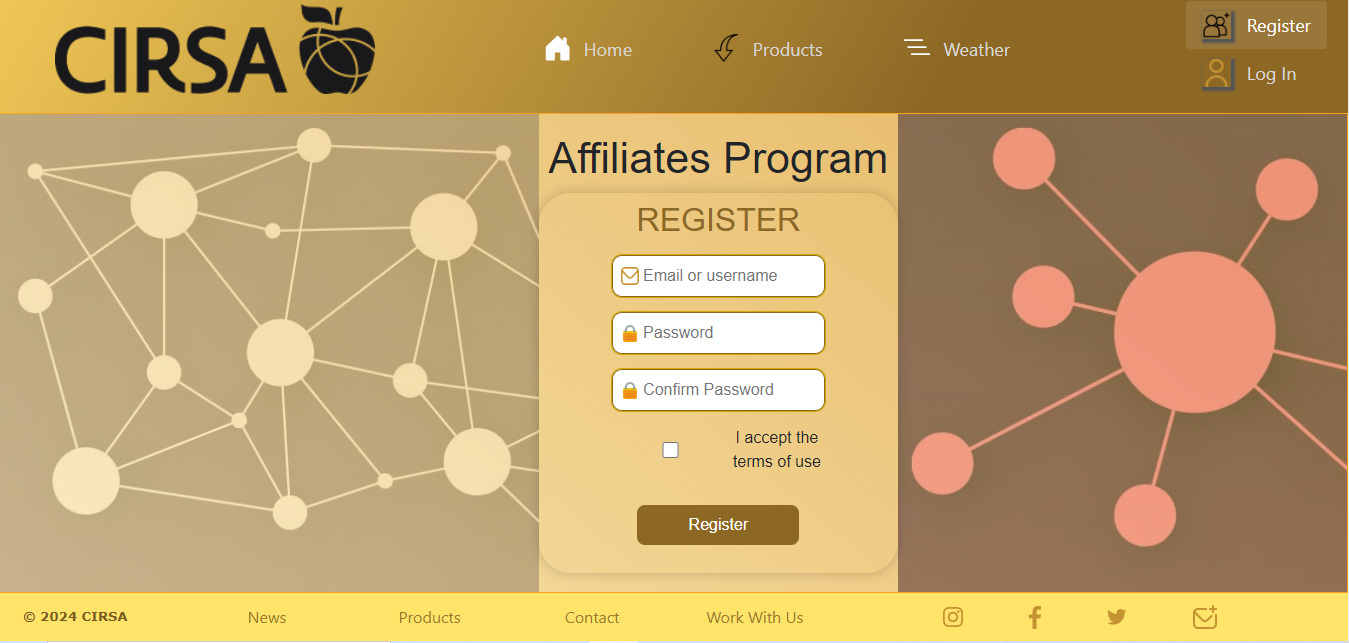 CIRSA
Home
Products
Weather
Register
Log In
Affiliates Program
REGISTER
Email or username
Password
Confirm Password
I accept the
terms of use
Register
© 2024 CIRSA
News
Products
Contact
Work With Us